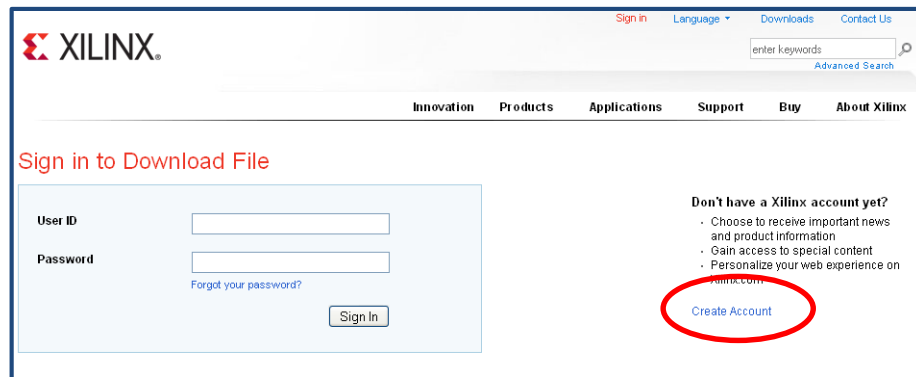 Sign in Language Downloads Contact Us
XILINX®
enter keywords
Advanced Search
Innovation Products Applications Support Buy About Xilinx
Sign in to Download File
User ID
Password
Forgot your password?
Sign In
Don't have a Xilinx account yet?
· Choose to receive important news
and product information
· Gain access to special content
· Personalize your web experience on
Xilinx.com
Create Account